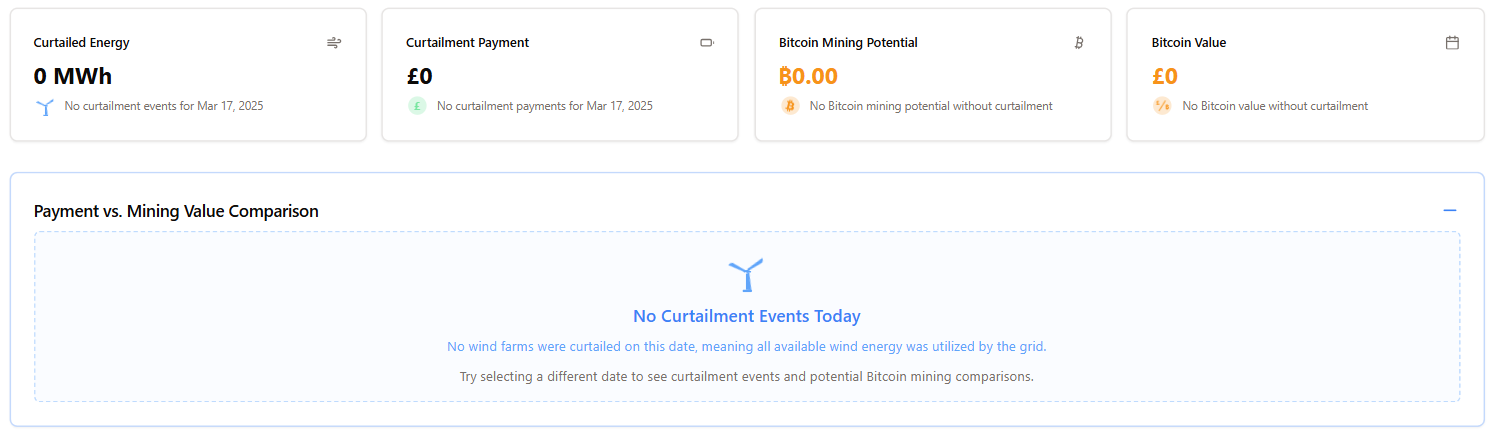 Curtailed Energy
0 MWh
No curtailment events for Mar 17, 2025
Curtailment Payment
£0
£
No curtailment payments for Mar 17, 2025
Bitcoin Mining Potential
₿0.00
No Bitcoin mining potential without curtailment
Bitcoin Value
£0
No Bitcoin value without curtailment
Payment vs. Mining Value Comparison
No Curtailment Events Today
No wind farms were curtailed on this date, meaning all available wind energy was utilized by the grid.
Try selecting a different date to see curtailment events and potential Bitcoin mining comparisons.